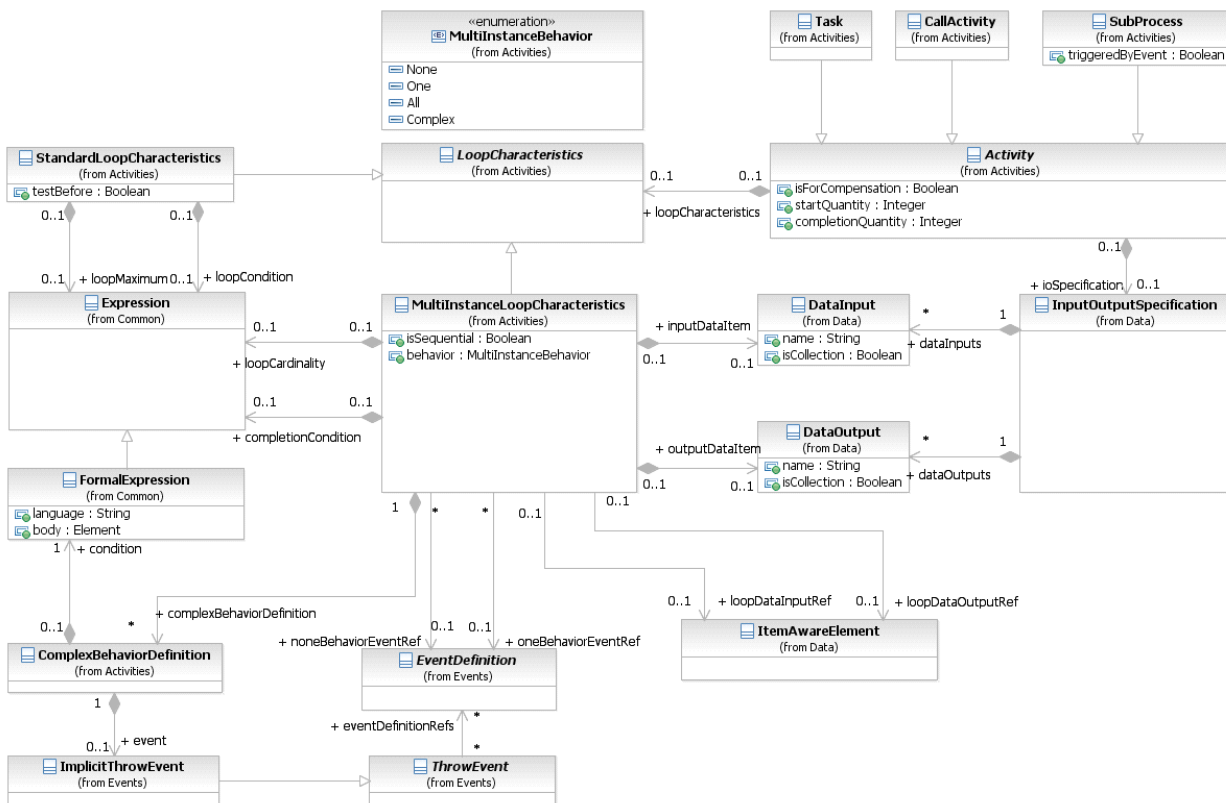 «enumeration»
MultiInstanceBehavior
(from Activities)
None
One
All
Complex
Task
(from Activities)
CallActivity
(from Activities)
SubProcess
(from Activities)
triggeredByEvent : Boolean
StandardLoopCharacteristics
(from Activities)
testBefore : Boolean
LoopCharacteristics
(from Activities)
Activity
(from Activities)
isForCompensation : Boolean
startQuantity : Integer
completionQuantity : Integer
0..1
0..1
+ loopCharacteristics
0..1
0..1
0..1
+ loopMaximum
0..1
+ loopCondition
0..1
+ ioSpecification
0..1
Expression
(from Common)
MultiInstanceLoopCharacteristics
(from Activities)
isSequential : Boolean
behavior : MultiInstanceBehavior
DataInput
(from Data)
name : String
isCollection : Boolean
InputOutputSpecification
(from Data)
0..1
0..1
+ loopCardinality
+ inputDataItem
0..1
0..1
*
1
+ dataInputs
0..1
0..1
+ completionCondition
DataOutput
(from Data)
name : String
isCollection : Boolean
+ outputDataItem
0..1
0..1
*
1
+ dataOutputs
FormalExpression
(from Common)
language : String
body : Element
1
+ condition
1
*
*
0..1
0..1
+ complexBehaviorDefinition
0..1
*
0..1
0..1
+ noneBehaviorEventRef
+ oneBehaviorEventRef
0..1
+ loopDataInputRef
0..1
+ loopDataOutputRef
ComplexBehaviorDefinition
(from Activities)
EventDefinition
(from Events)
ItemAwareElement
(from Data)
1
0..1
+ event
+ eventDefinitionRefs
*
*
ImplicitThrowEvent
(from Events)
ThrowEvent
(from Events)